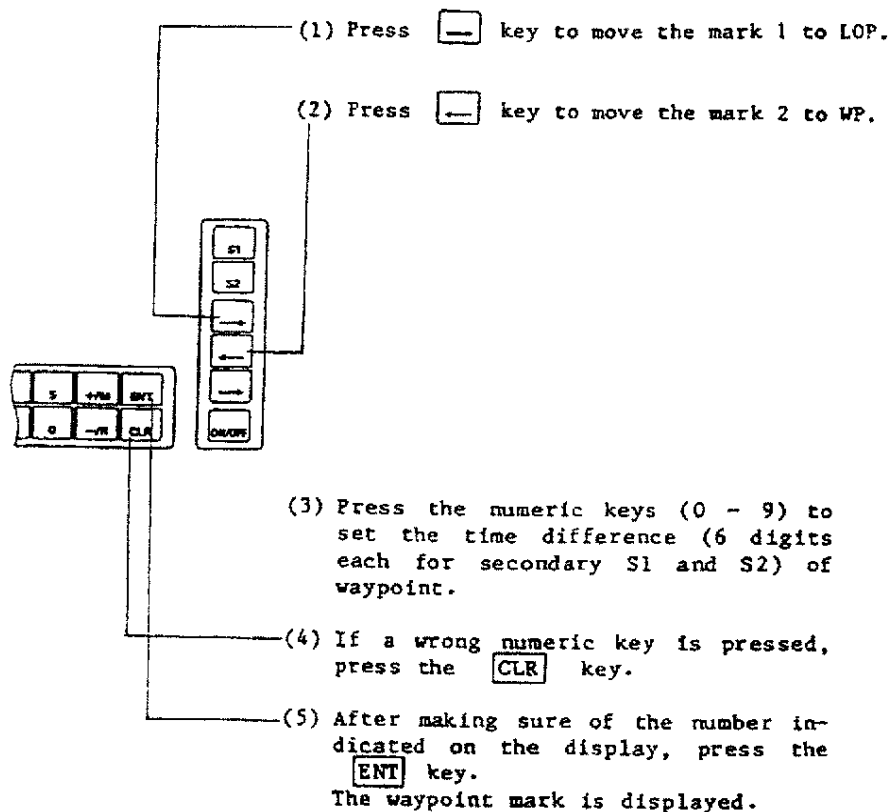 (1) Press → key to move the mark 1 to LOP.
(2) Press ← key to move the mark 2 to WP.
S1
S2
→
←
→
ON/OFF
5 ENT
0 CLR
(3) Press the numeric keys (0 - 9) to
set the time difference (6 digits
each for secondary S1 and S2) of
waypoint.
(4) If a wrong numeric key is pressed,
press the CLR key.
(5) After making sure of the number in-
dicated on the display, press the
ENT key.
The waypoint mark is displayed.